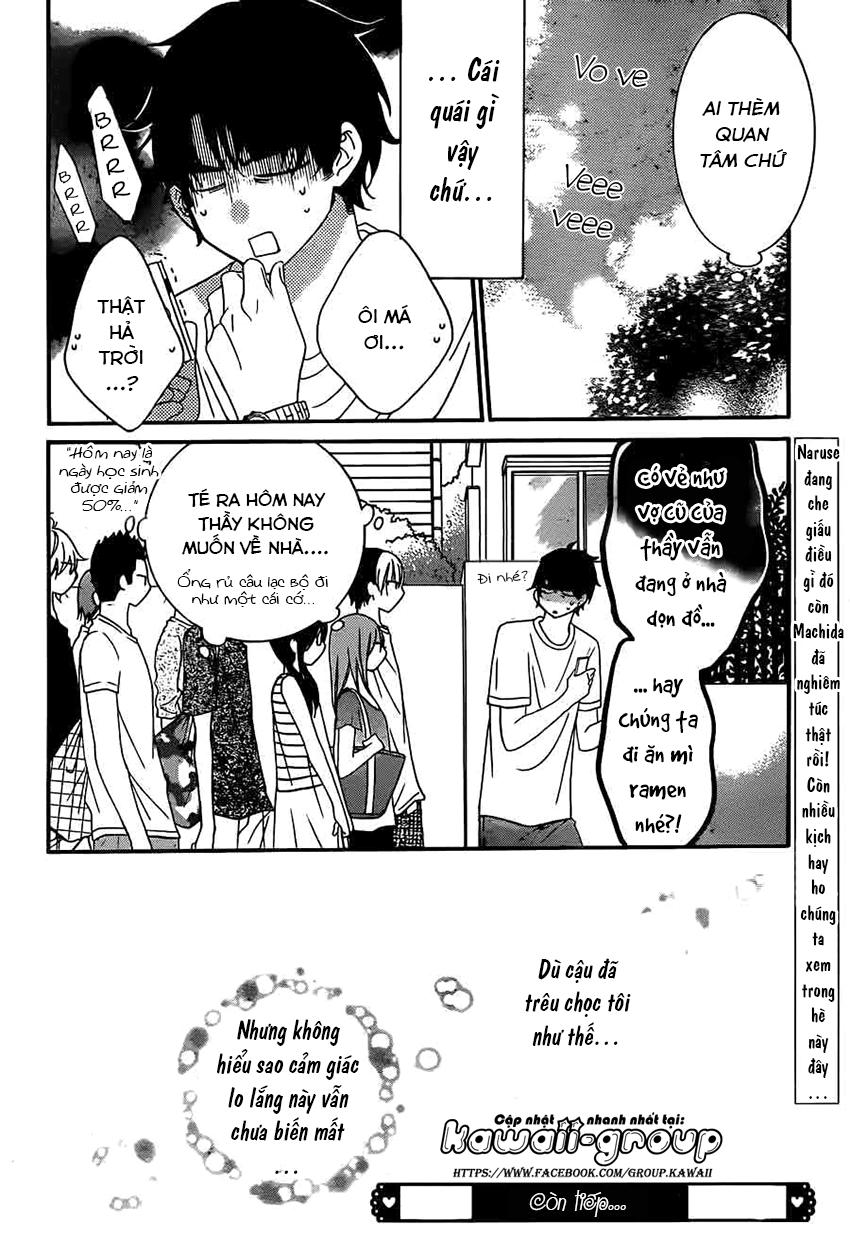 AI THÈM
QUAN
TÂM CHỨ
Vo ve
Veee
veee
... Cái
quái gì
vậy
chứ...
BRRR
BRRR
ÔI MÁ
ƠI...
THẬT
HẢ
TRỜI
...?
Có vẻ như
vợ cũ của
thầy vẫn
đang ở nhà
dọn đồ...
... hay
chúng ta
đi ăn mì
ramen
nhé?!
Đi nhé?
TÉ RA HÔM NAY
THẦY KHÔNG
MUỐN VỀ NHÀ....
Ổng rủ câu lạc bộ đi
như một cái cớ...
"Hôm nay là
ngày học sinh
được giảm
50%..."
Naruse
đang
che
giấu
điều
gì đó
còn
Machida
đã
nghiêm
túc
thật
rồi!
Còn
nhiều
kịch
hay
ho
chúng
ta
xem
trong
hè
này
đây
...
Dù cậu đã
trêu chọc tôi
như thế...
Nhưng không
hiểu sao cảm giác
lo lắng này vẫn
chưa biến mất
...
Cập nhật nhanh nhất tại:
kawaii-group
HTTPS://WWW.FACEBOOK.COM/GROUP.KAWAII
Còn tiếp...